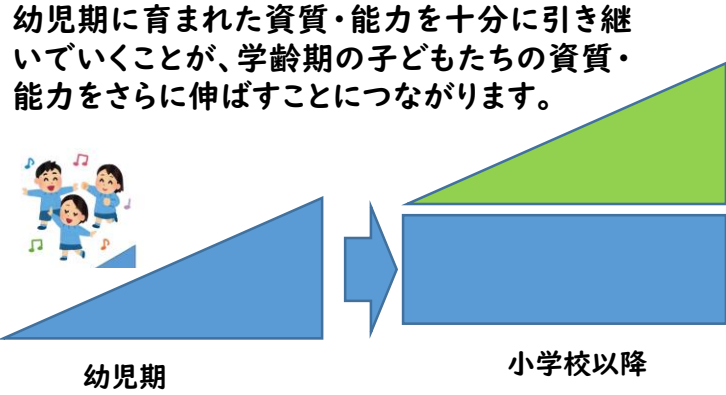 幼児期に育まれた資質・能力を十分に引き継
いでいくことが、学齢期の子どもたちの資質・
能力をさらに伸ばすことにつながります。
幼児期
小学校以降